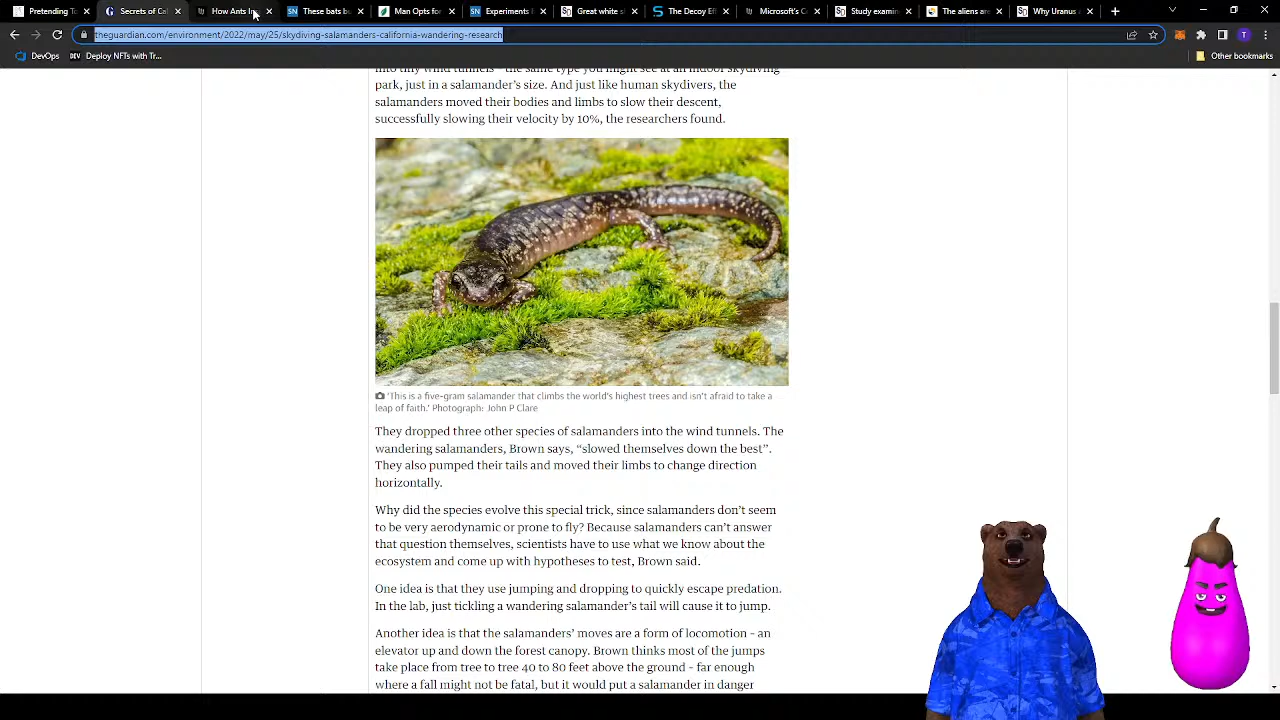 Pretending To
Secrets of Cal
How Ants In
These bats bu
Man Opts for
Experiments
Great white sl
The Decoy Eff
Microsoft's C
Study examin
The aliens are
Why Uranus a
theguardian.com/environment/2022/may/25/skydiving-salamanders-california-wandering-research
DevOps
Deploy NFTs with Tr...
Other bookmarks
into tiny wind tunnels – the same type you might see at an indoor skydiving
park, just in a salamander's size. And just like human skydivers, the
salamanders moved their bodies and limbs to slow their descent,
successfully slowing their velocity by 10%, the researchers found.
'This is a five-gram salamander that climbs the world's highest trees and isn't afraid to take a
leap of faith.' Photograph: John P Clare
They dropped three other species of salamanders into the wind tunnels. The
wandering salamanders, Brown says, “slowed themselves down the best”.
They also pumped their tails and moved their limbs to change direction
horizontally.
Why did the species evolve this special trick, since salamanders don't seem
to be very aerodynamic or prone to fly? Because salamanders can't answer
that question themselves, scientists have to use what we know about the
ecosystem and come up with hypotheses to test, Brown said.
One idea is that they use jumping and dropping to quickly escape predation.
In the lab, just tickling a wandering salamander's tail will cause it to jump.
Another idea is that the salamanders' moves are a form of locomotion – an
elevator up and down the forest canopy. Brown thinks most of the jumps
take place from tree to tree 40 to 80 feet above the ground – far enough
where a fall might not be fatal, but it would put a salamander in danger